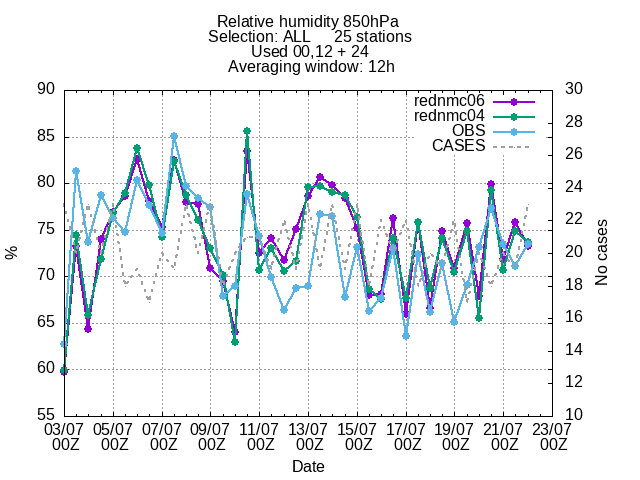 Relative humidity 850hPa
Selection: ALL 25 stations
Used 00,12 + 24
Averaging window: 12h
90 30
rednmc06
rednmc04
OBS
CASES
85
80
75
70
65
60
55
28
26
24
22
20
18
16
14
12
10
%
No cases
03/07 05/07 07/07 09/07 11/07 13/07 15/07 17/07 19/07 21/07 23/07
00Z 00Z 00Z 00Z 00Z 00Z 00Z 00Z 00Z 00Z 00Z
Date